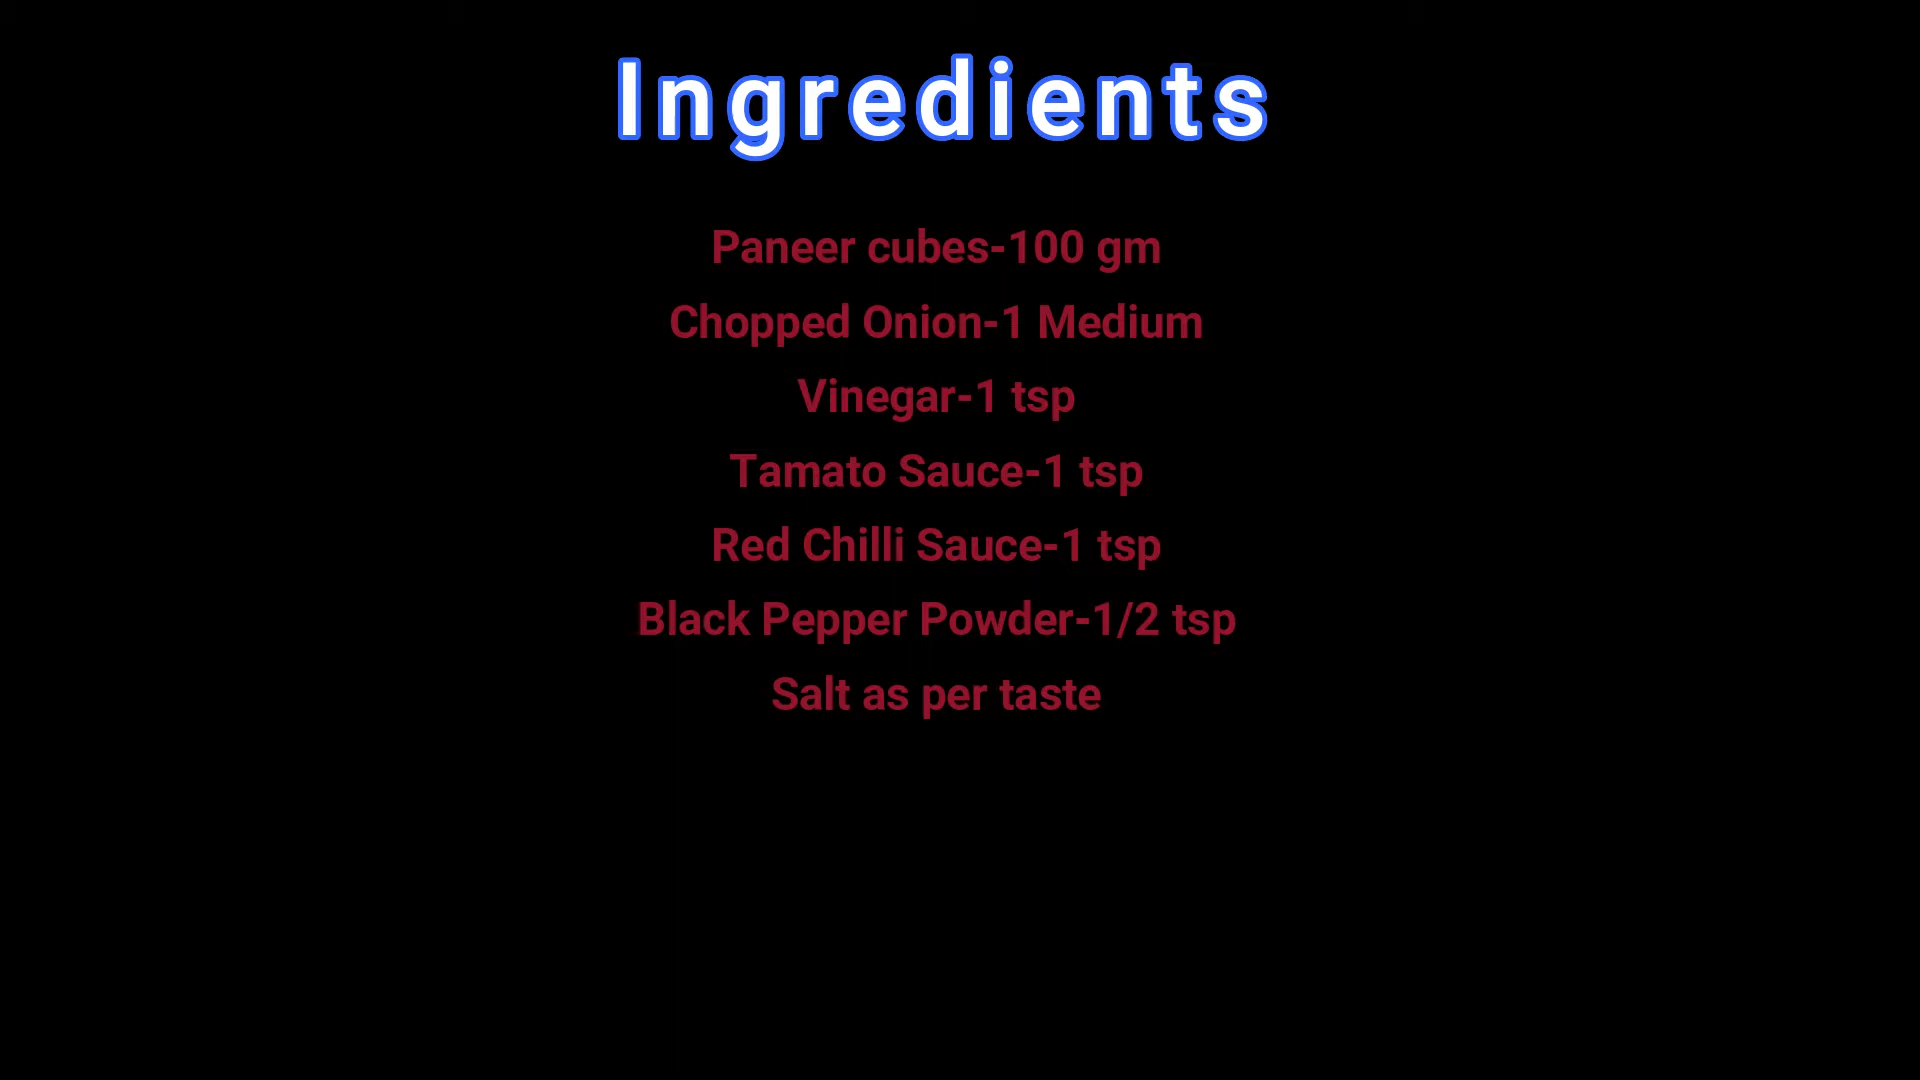 Ingredients
Paneer cubes-100 gm
Chopped Onion-1 Medium
Vinegar-1 tsp
Tamato Sauce-1 tsp
Red Chilli Sauce-1 tsp
Black Pepper Powder-1/2 tsp
Salt as per taste